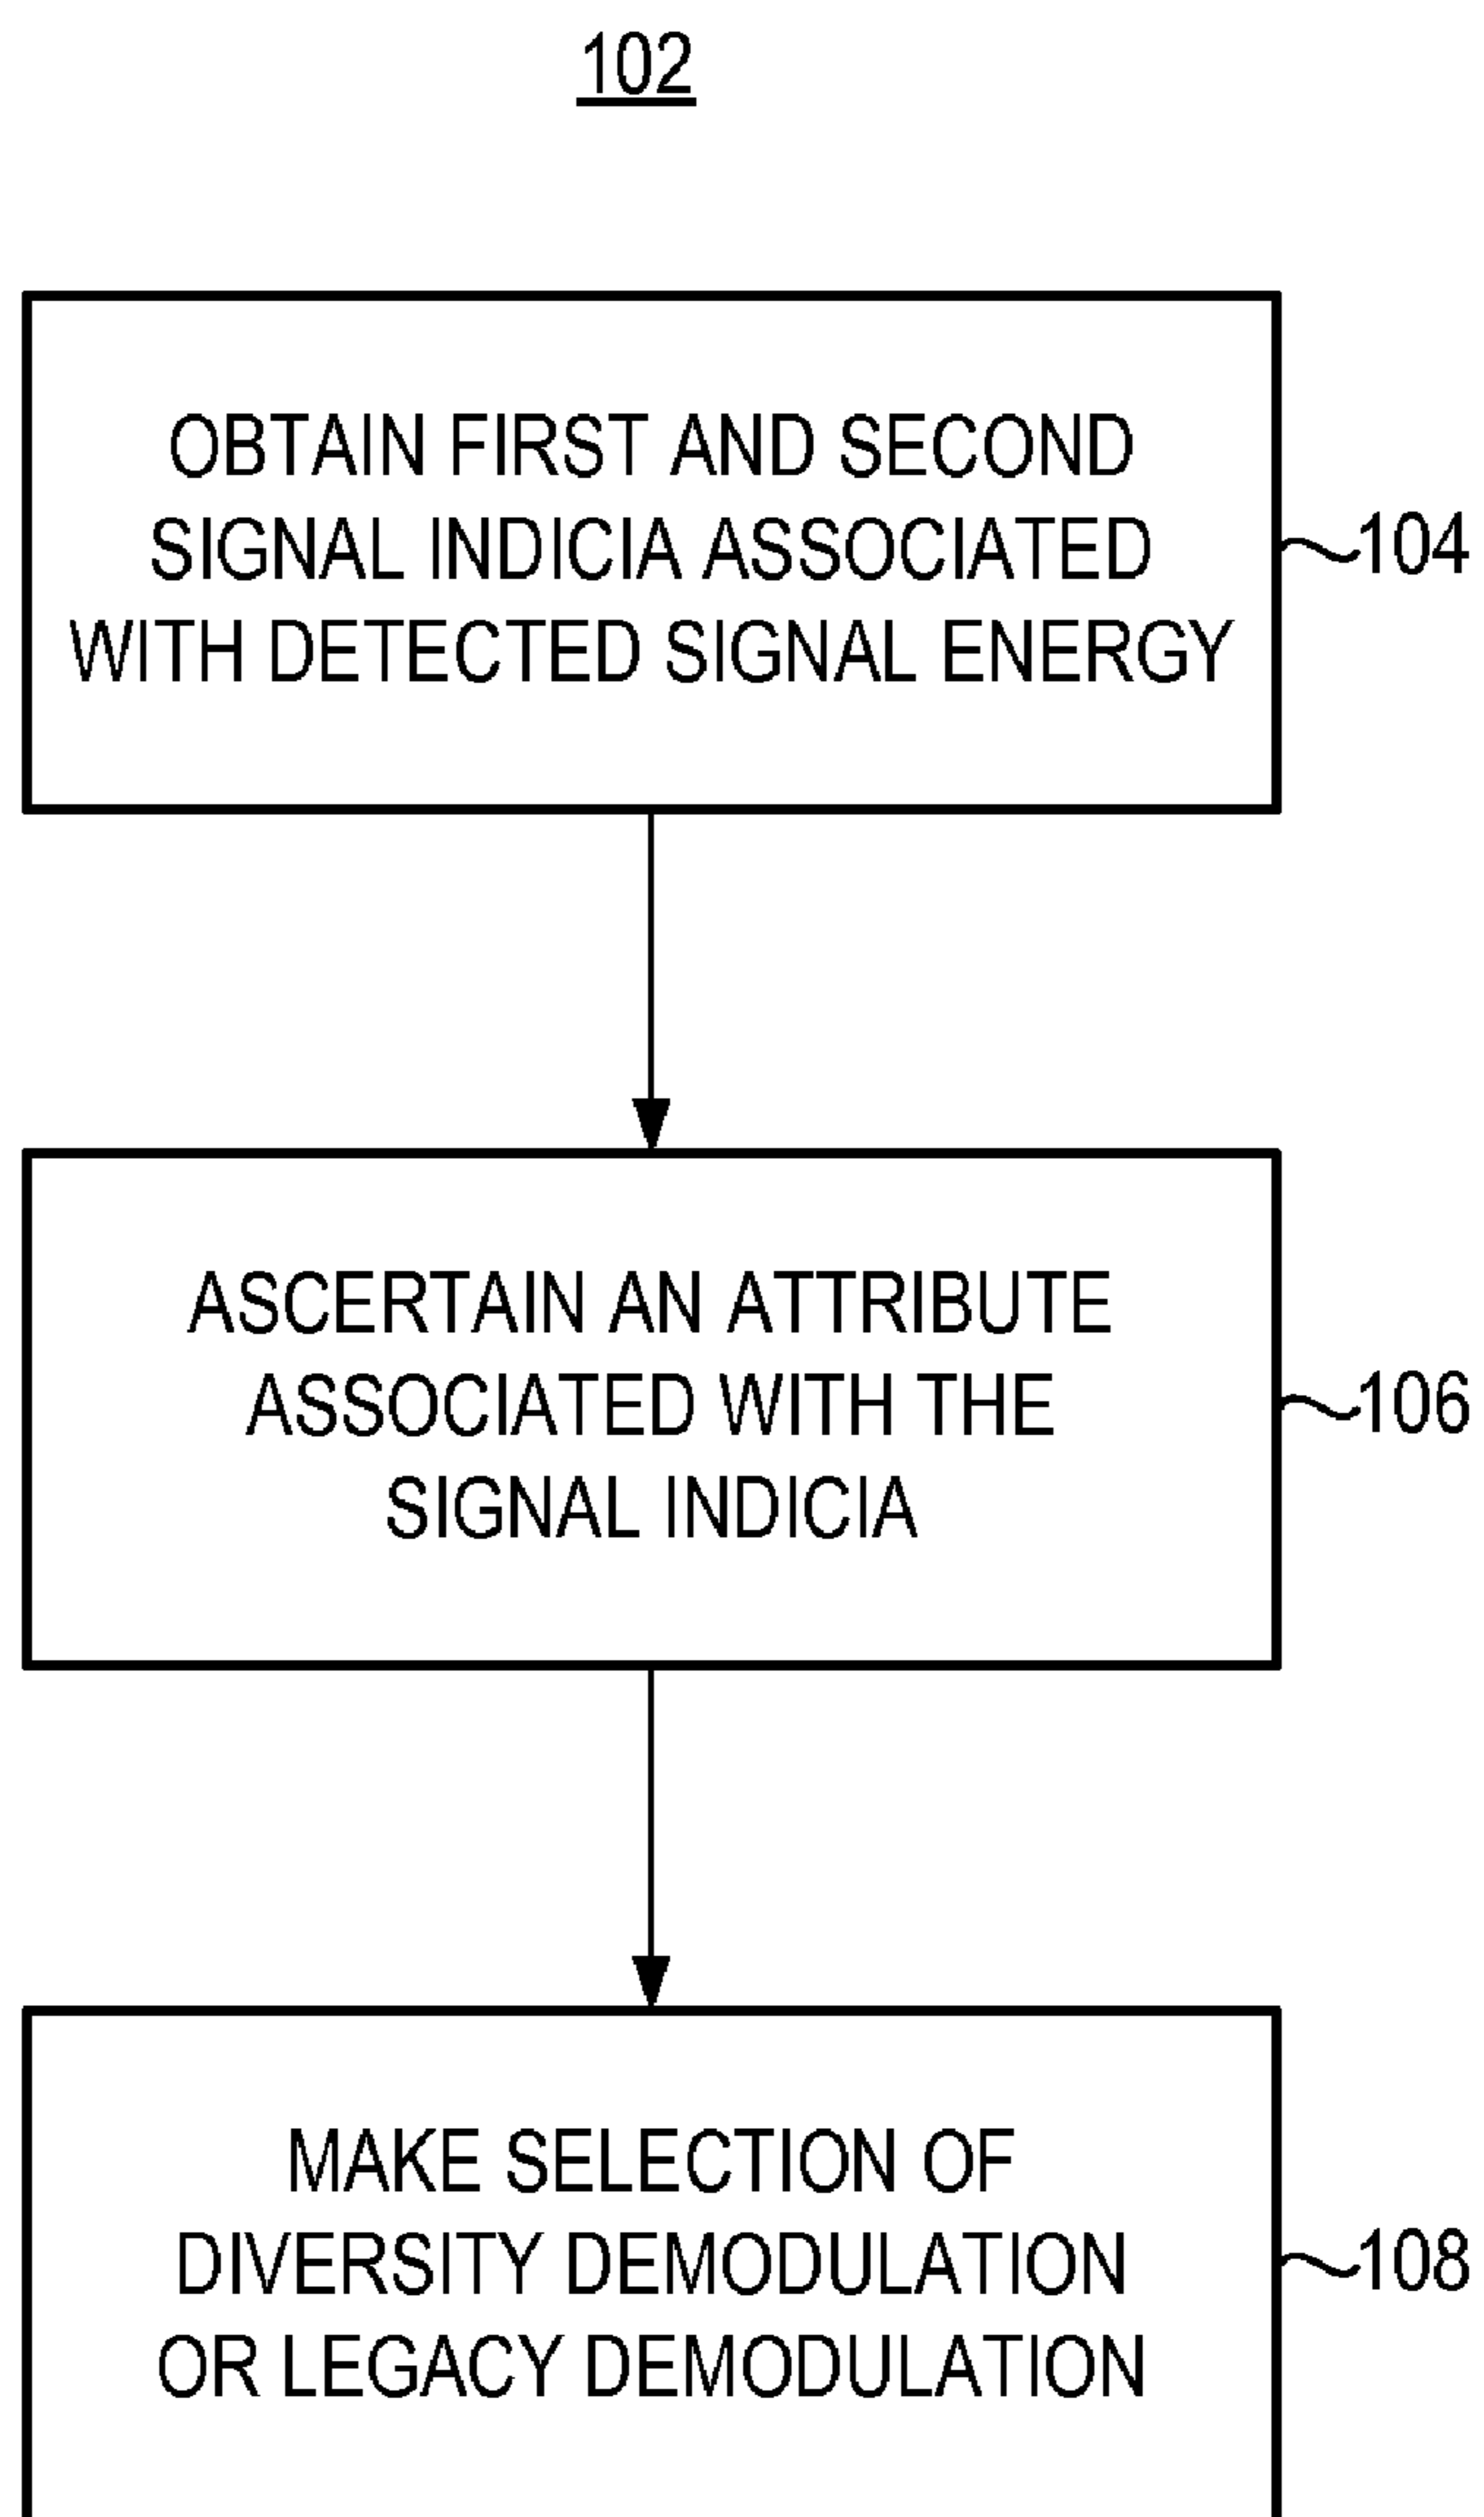 102
OBTAIN FIRST AND SECOND
SIGNAL INDICIA ASSOCIATED
WITH DETECTED SIGNAL ENERGY
104
ASCERTAIN AN ATTRIBUTE
ASSOCIATED WITH THE
SIGNAL INDICIA
106
MAKE SELECTION OF
DIVERSITY DEMODULATION
OR LEGACY DEMODULATION
108